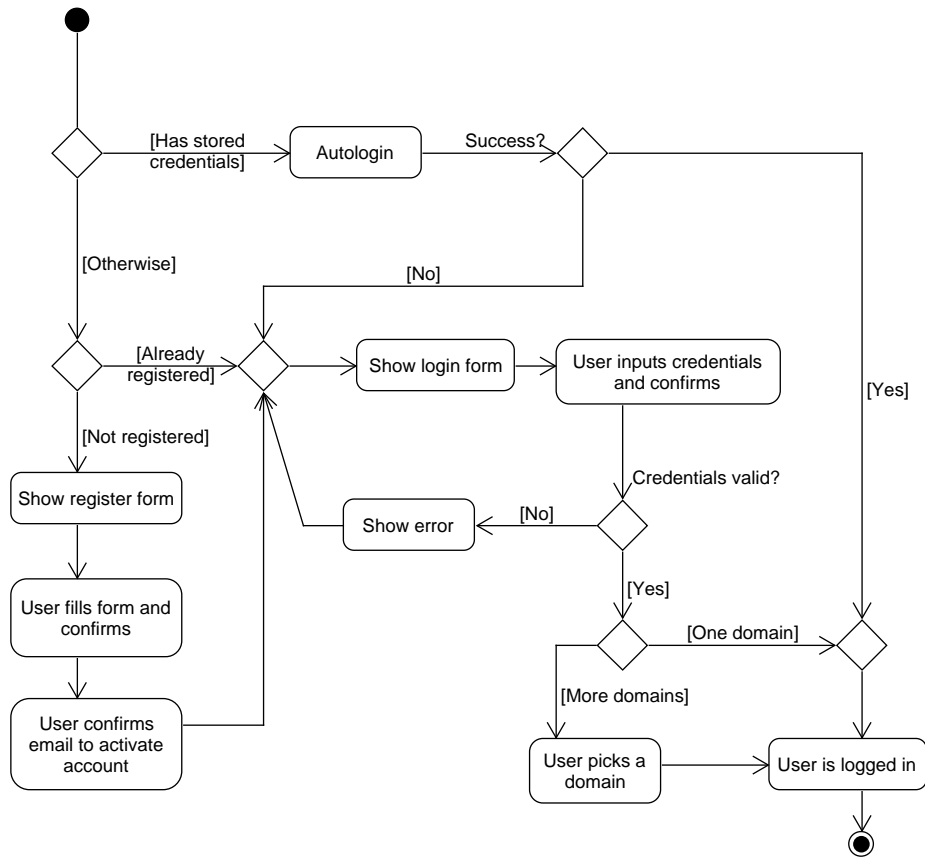 [Has stored
credentials]
Autologin
Success?
[Otherwise]
[No]
[Already
registered]
Show login form
User inputs credentials
and confirms
[Yes]
[Not registered]
Show register form
Credentials valid?
Show error
[No]
User fills form and
confirms
[Yes]
[One domain]
[More domains]
User confirms
email to activate
account
User picks a
domain
User is logged in